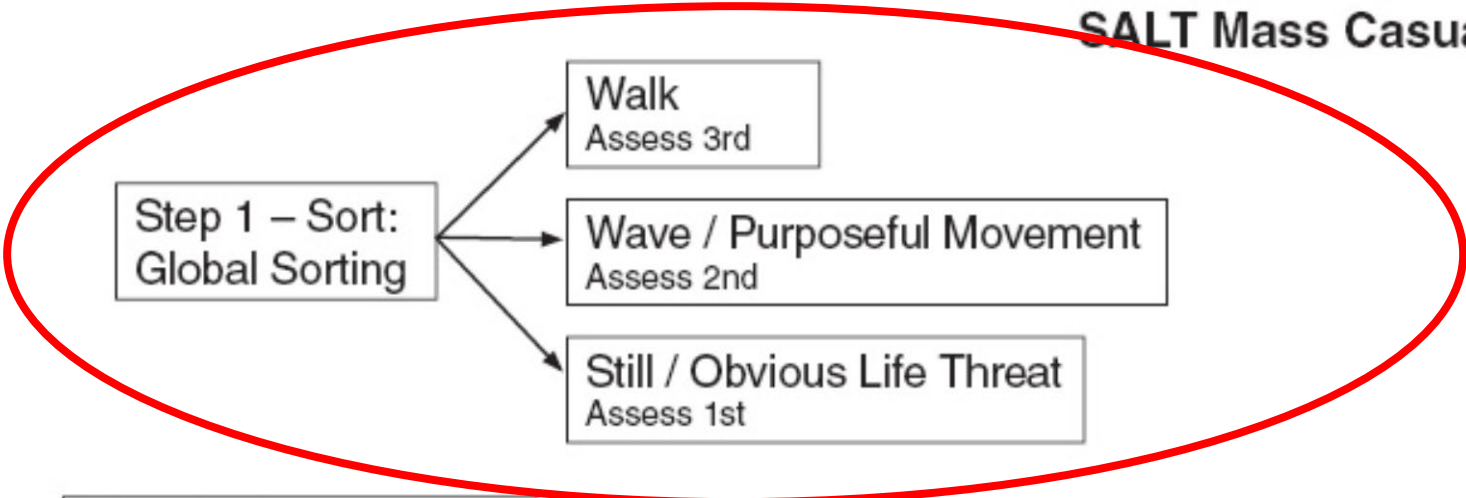 SALT Mass Casua
Walk
Assess 3rd
Step 1 – Sort:
Global Sorting
Wave / Purposeful Movement
Assess 2nd
Still / Obvious Life Threat
Assess 1st